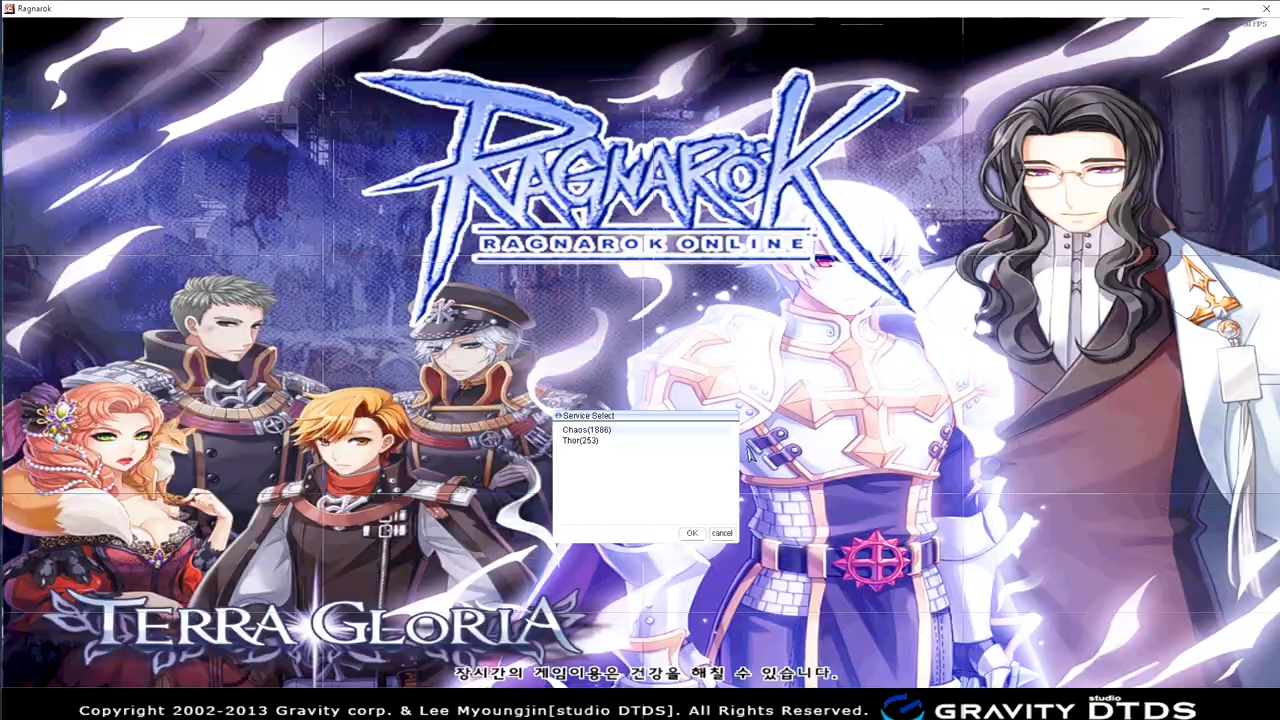 Ragnarok
60 FPS
RAGNARÖK
RAGNAROK ONLINE
Service Select
Chaos(1886)
Thor(253)
OK cancel
TERRA GLORIA
장시간의 게임이용은 건강을 해칠 수 있습니다.
Copyright 2002-2013 Gravity corp. & Lee Myoungjin[studio DTDS]. All Rights Reserved.
GRAVITY studio DTDS